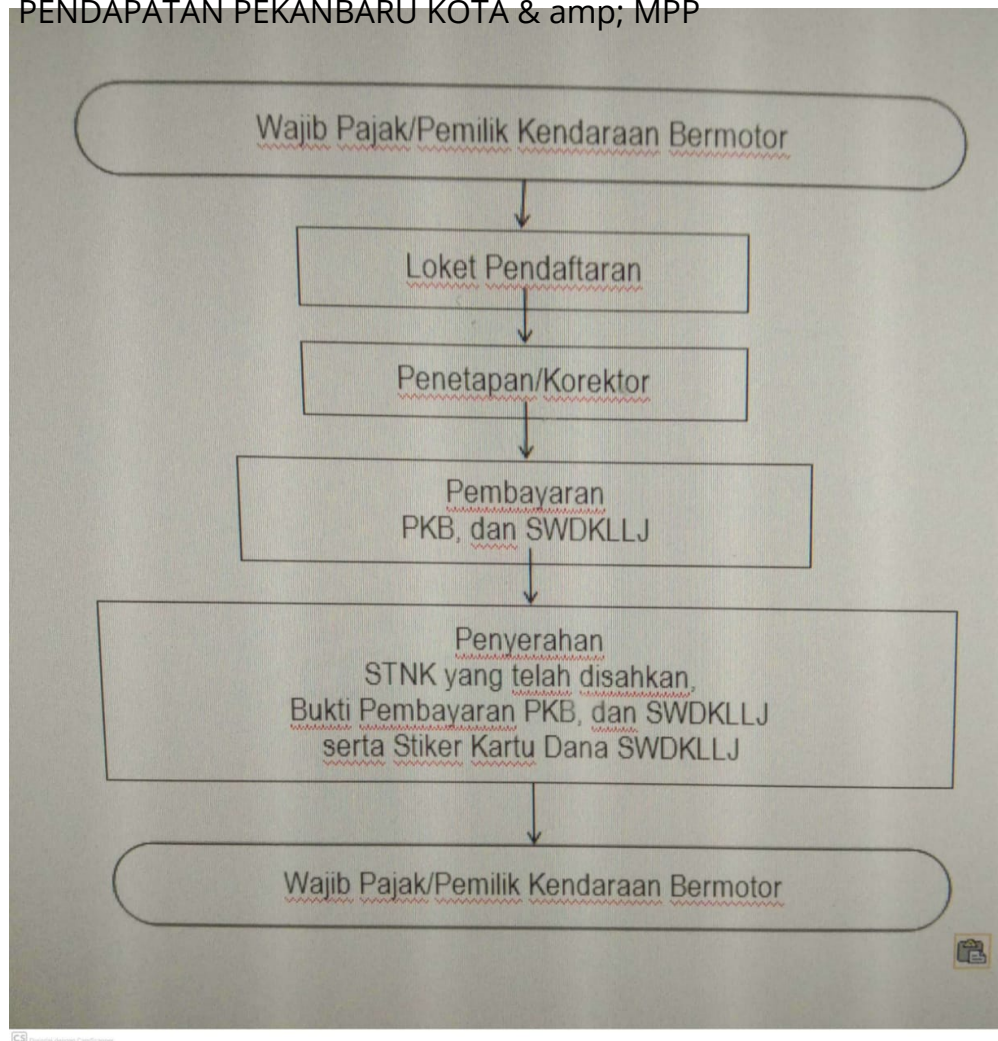 PENDAPATAN PEKANBARU KOTA & amp; MPP
Wajib Pajak/Pemilik Kendaraan Bermotor
Loket Pendaftaran
Penetapan/Korektor
Pembayaran
PKB, dan SWDKLLJ
Penyerahan
STNK yang telah disahkan,
Bukti Pembayaran PKB, dan SWDKLLJ
serta Stiker Kartu Dana SWDKLLJ
Wajib Pajak/Pemilik Kendaraan Bermotor
CS